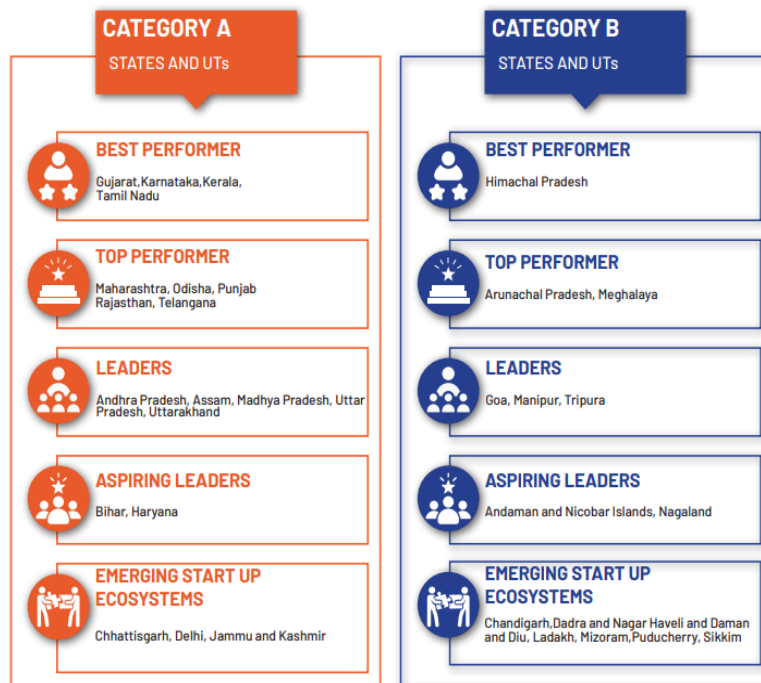 CATEGORY A
STATES AND UTs
BEST PERFORMER
Gujarat,Karnataka,Kerala,
Tamil Nadu
TOP PERFORMER
Maharashtra, Odisha, Punjab
Rajasthan, Telangana
LEADERS
Andhra Pradesh, Assam, Madhya Pradesh, Uttar
Pradesh, Uttarakhand
ASPIRING LEADERS
Bihar, Haryana
EMERGING START UP
ECOSYSTEMS
Chhattisgarh, Delhi, Jammu and Kashmir
CATEGORY B
STATES AND UTs
BEST PERFORMER
Himachal Pradesh
TOP PERFORMER
Arunachal Pradesh, Meghalaya
LEADERS
Goa, Manipur, Tripura
ASPIRING LEADERS
Andaman and Nicobar Islands, Nagaland
EMERGING START UP
ECOSYSTEMS
Chandigarh,Dadra and Nagar Haveli and Daman
and Diu, Ladakh, Mizoram,Puducherry, Sikkim